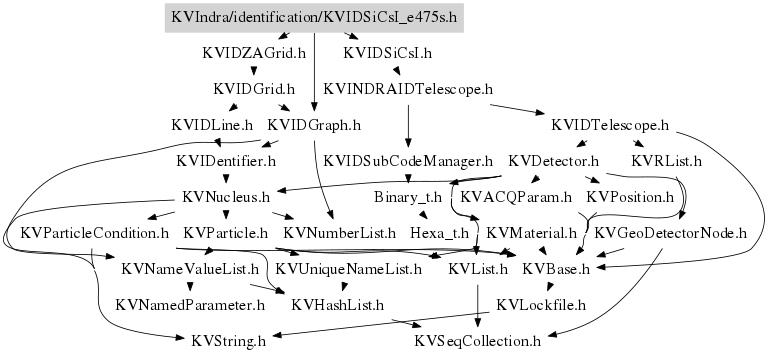 KVIndra/identification/KVIDSiCsI_e475s.h
KVIDZAGrid.h KVIDSiCsI.h
KVIDGrid.h KVINDRAIDTelescope.h
KVIDLine.h KVIDGraph.h KVIDTelescope.h
KVIDentifier.h KVIDSubCodeManager.h KVDetector.h KVRList.h
KVNucleus.h Binary_t.h KVACQParam.h KVPosition.h
KVParticleCondition.h KVParticle.h KVNumberList.h Hexa_t.h KVMaterial.h KVGeoDetectorNode.h
KVNameValueList.h KVUniqueNameList.h KVList.h KVBase.h
KVNamedParameter.h KVHashList.h KVLockfile.h
KVString.h KVSeqCollection.h